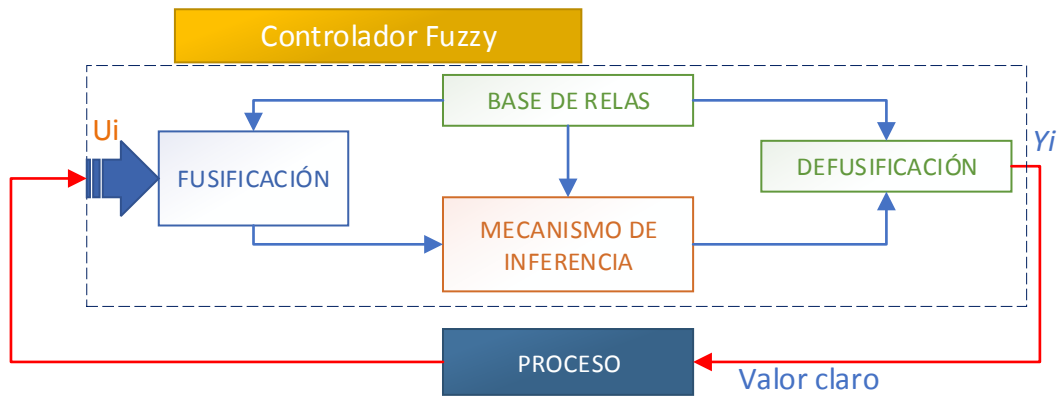 Controlador Fuzzy
BASE DE RELAS
Ui
Yi
FUSIFICACIÓN
DEFUSIFICACIÓN
MECANISMO DE
INFERENCIA
PROCESO
Valor claro